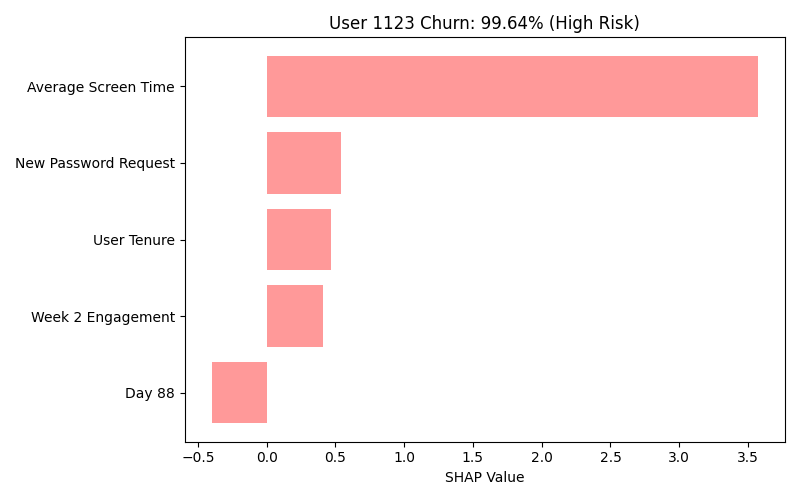 User 1123 Churn: 99.64% (High Risk)
Average Screen Time
New Password Request
User Tenure
Week 2 Engagement
Day 88
−0.5 0.0 0.5 1.0 1.5 2.0 2.5 3.0 3.5
SHAP Value